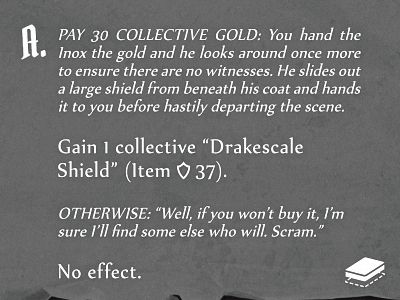 A. PAY 30 COLLECTIVE GOLD: You hand the
Inox the gold and he looks around once more
to ensure there are no witnesses. He slides out
a large shield from beneath his coat and hands
it to you before hastily departing the scene.
Gain 1 collective “Drakescale
Shield” (Item 37).
OTHERWISE: “Well, if you won’t buy it, I’m
sure I’ll find some else who will. Scram.”
No effect.